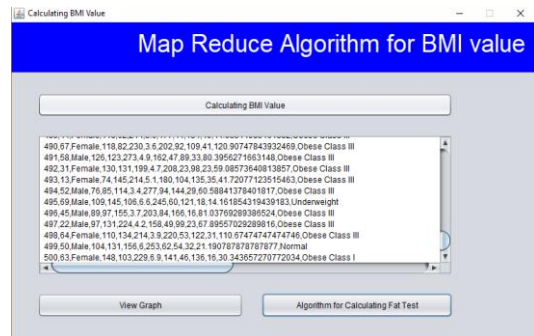 Calculating BMI Value
Map Reduce Algorithm for BMI value
Calculating BMI Value
490,67,Female,118,82,230,3.6,202,92,109,41,120.90747843932469,Obese Class III
491,58,Male,126,123,273,4.9,162,47,89,33,80.3956271663148,Obese Class III
492,31,Female,130,131,199,4.7,208,23,98,23,59.08573640813857,Obese Class III
493,13,Female,74,145,214,5.1,180,104,135,35,41.72077123515463,Obese Class III
494,52,Male,76,85,114,3.4,277,94,144,29,60.58841378401817,Obese Class III
495,69,Male,109,145,106,6.6,245,60,121,18,14.161854319439183,Underweight
496,45,Male,89,97,155,3.7,203,84,166,16,81.03769289386524,Obese Class III
497,22,Male,97,131,224,4.2,158,49,99,23,67.89557029289816,Obese Class III
498,64,Female,110,134,214,3.9,220,53,122,31,110.67474747474746,Obese Class III
499,50,Male,104,131,156,6,253,62,54,32,21.190787878787877,Normal
500,63,Female,148,103,229,6.9,141,46,136,16,30.343657270772034,Obese Class I
View Graph
Algorithm for Calculating Fat Test